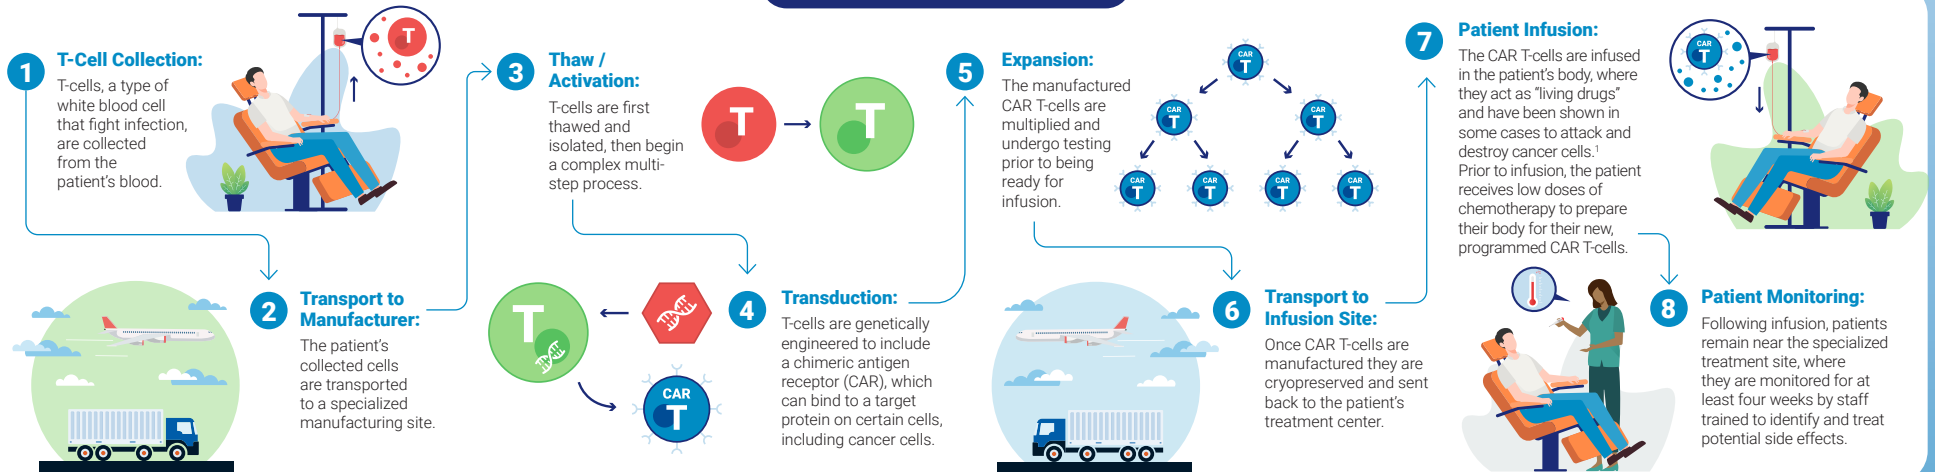 1
T-Cell Collection:
T-cells, a type of
white blood cell
that fight infection,
are collected
from the
patient's blood.
T
2
Transport to
Manufacturer:
The patient's
collected cells
are transported
to a specialized
manufacturing site.
3
Thaw /
Activation:
T-cells are first
thawed and
isolated, then begin
a complex multi-
step process.
T
T
4
Transduction:
T-cells are genetically
engineered to include
a chimeric antigen
receptor (CAR), which
can bind to a target
protein on certain cells,
including cancer cells.
T
CAR
T
5
Expansion:
The manufactured
CAR T-cells are
multiplied and
undergo testing
prior to being
ready for
infusion.
CAR
T
CAR
T
CAR
T
CAR
T
CAR
T
CAR
T
CAR
T
6
Transport to
Infusion Site:
Once CAR T-cells are
manufactured they are
cryopreserved and sent
back to the patient's
treatment center.
7
Patient Infusion:
The CAR T-cells are infused
in the patient's body, where
they act as “living drugs”
and have been shown in
some cases to attack and
destroy cancer cells.1
Prior to infusion, the patient
receives low doses of
chemotherapy to prepare
their body for their new,
programmed CAR T-cells.
CAR
T
8
Patient Monitoring:
Following infusion, patients
remain near the specialized
treatment site, where
they are monitored for at
least four weeks by staff
trained to identify and treat
potential side effects.